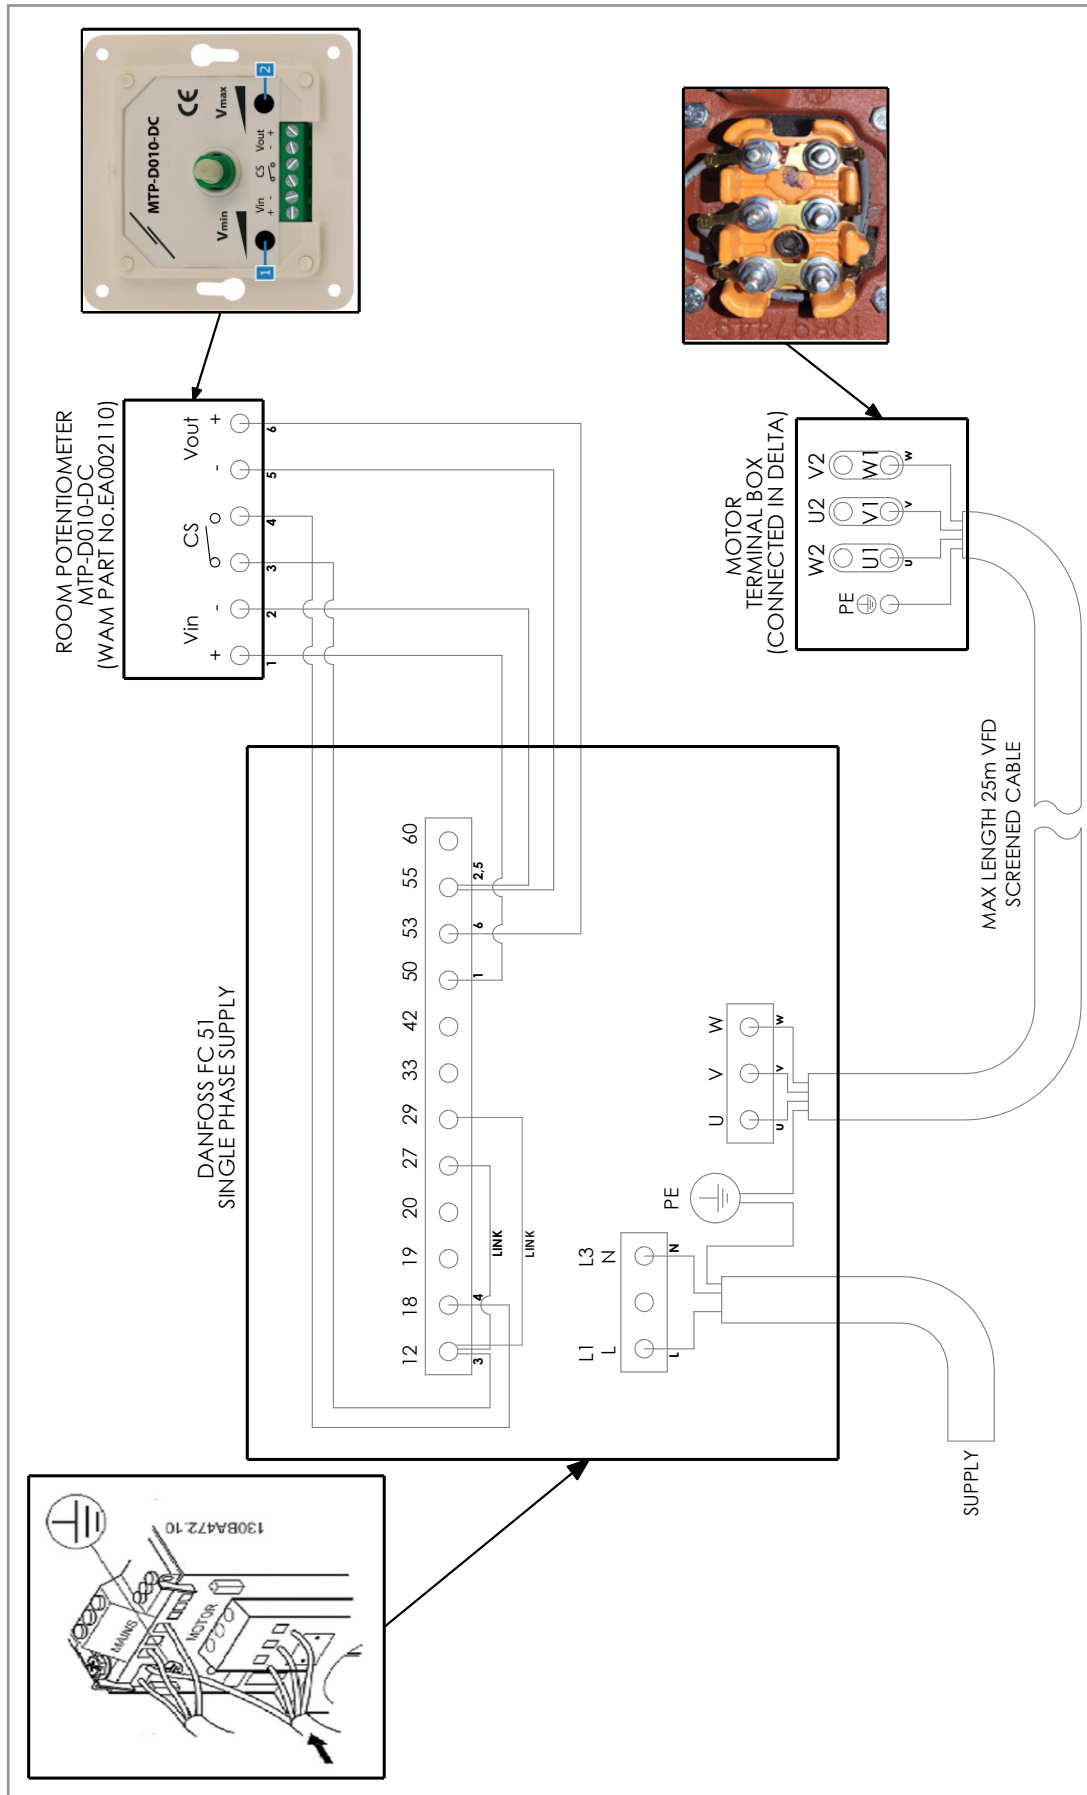 MTP-D010-DC
CE
Vmin
Vmax
Vin
CS
Vout
+ -
- +
1
2
ROOM POTENTIOMETER
MTP-D010-DC
(WAM PART No.EA002110)
Vin
CS
Vout
+
-
-
+
1
2
3
4
5
6
MOTOR
TERMINAL BOX
(CONNECTED IN DELTA)
W2
U2
V2
PE
U1
V1
W1
U
V
W
108977449
DANFOSS FC 51
SINGLE PHASE SUPPLY
12
18
19
20
27
29
33
42
50
53
55
60
3
4
1
6
2,5
LINK
LINK
MAX LENGTH 25m VFD
SCREENED CABLE
L1
L3
L
N
L
N
PE
U
V
W
U
V
W
SUPPLY
MAINS
MOTOR
130BA472.10